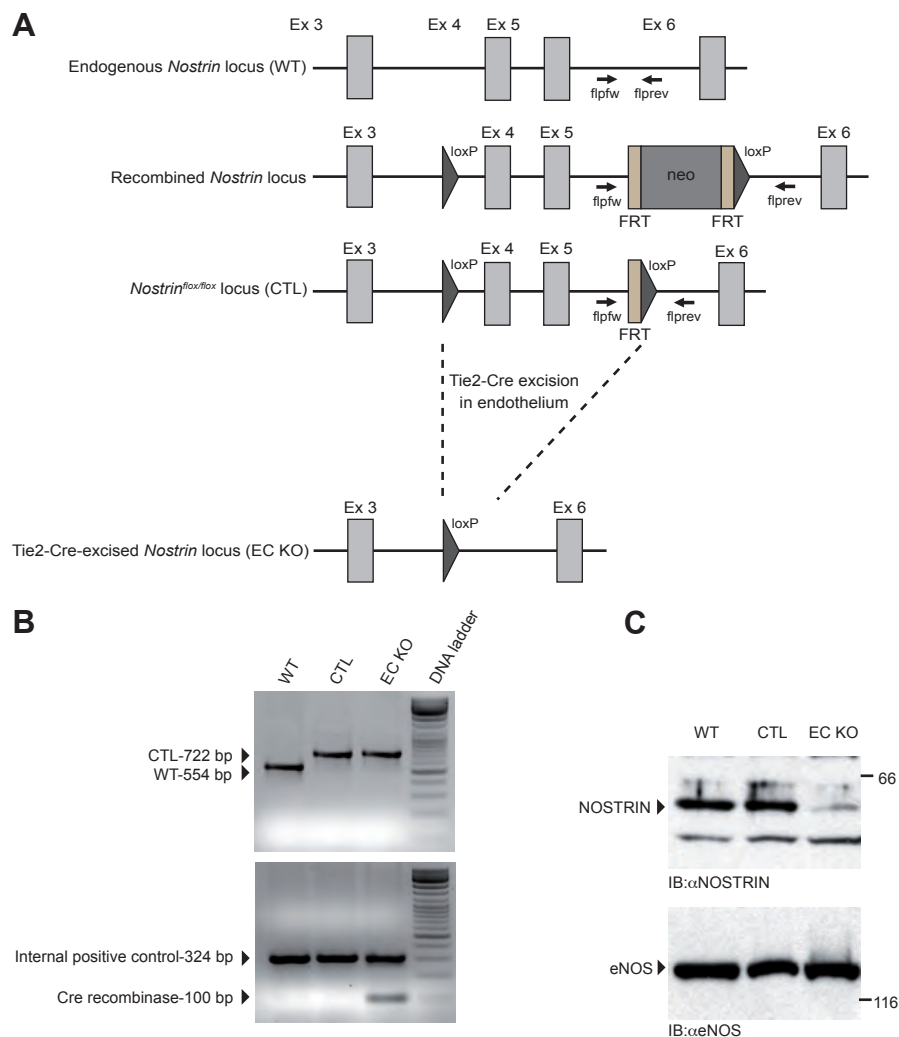 A
Ex 3 Ex 4 Ex 5 Ex 6
Endogenous Nostrin locus (WT)
flpfw flprev
Ex 3 loxP Ex 4 Ex 5 loxP Ex 6
Recombined Nostrin locus
neo
flpfw flprev
FRT FRT
Ex 3 loxP Ex 4 Ex 5 loxP Ex 6
Nostrinflox/flox locus (CTL)
flpfw flprev
FRT
Tie2-Cre excision
in endothelium
Ex 3 loxP Ex 6
Tie2-Cre-excised Nostrin locus (EC KO)
B
WT CTL EC KO DNA ladder
CTL-722 bp
WT-554 bp
Internal positive control-324 bp
Cre recombinase-100 bp
C
WT CTL EC KO
66
NOSTRIN
IB:αNOSTRIN
eNOS
116
IB:αeNOS